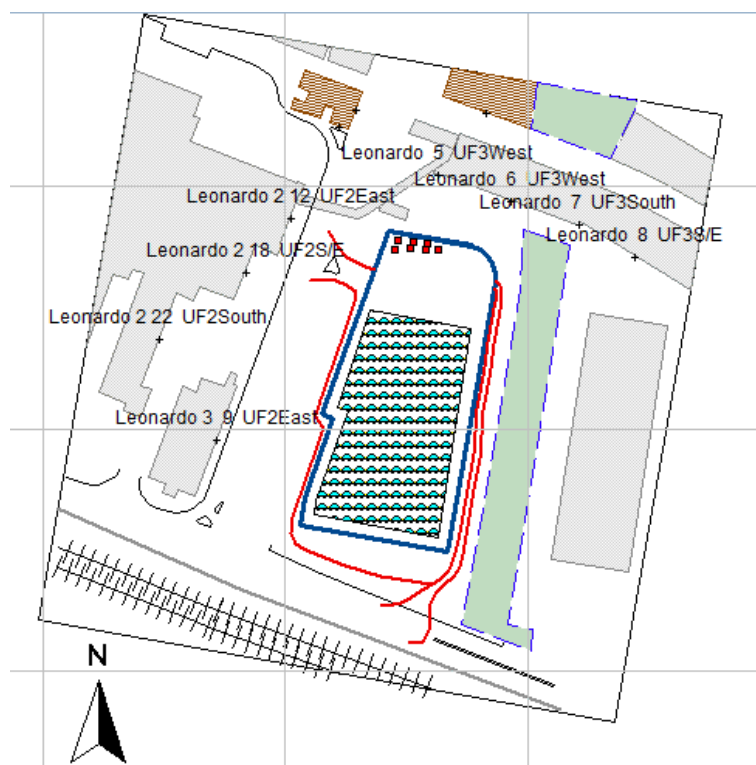 Leonardo 5 UF3West
Leonardo 6 UF3West
Leonardo 2 12 UF2East
Leonardo 7 UF3South
Leonardo 8 UF3S/E
Leonardo 2 18 UF2S/E
Leonardo 2 22 UF2South
Leonardo 3 9 UF2East
N